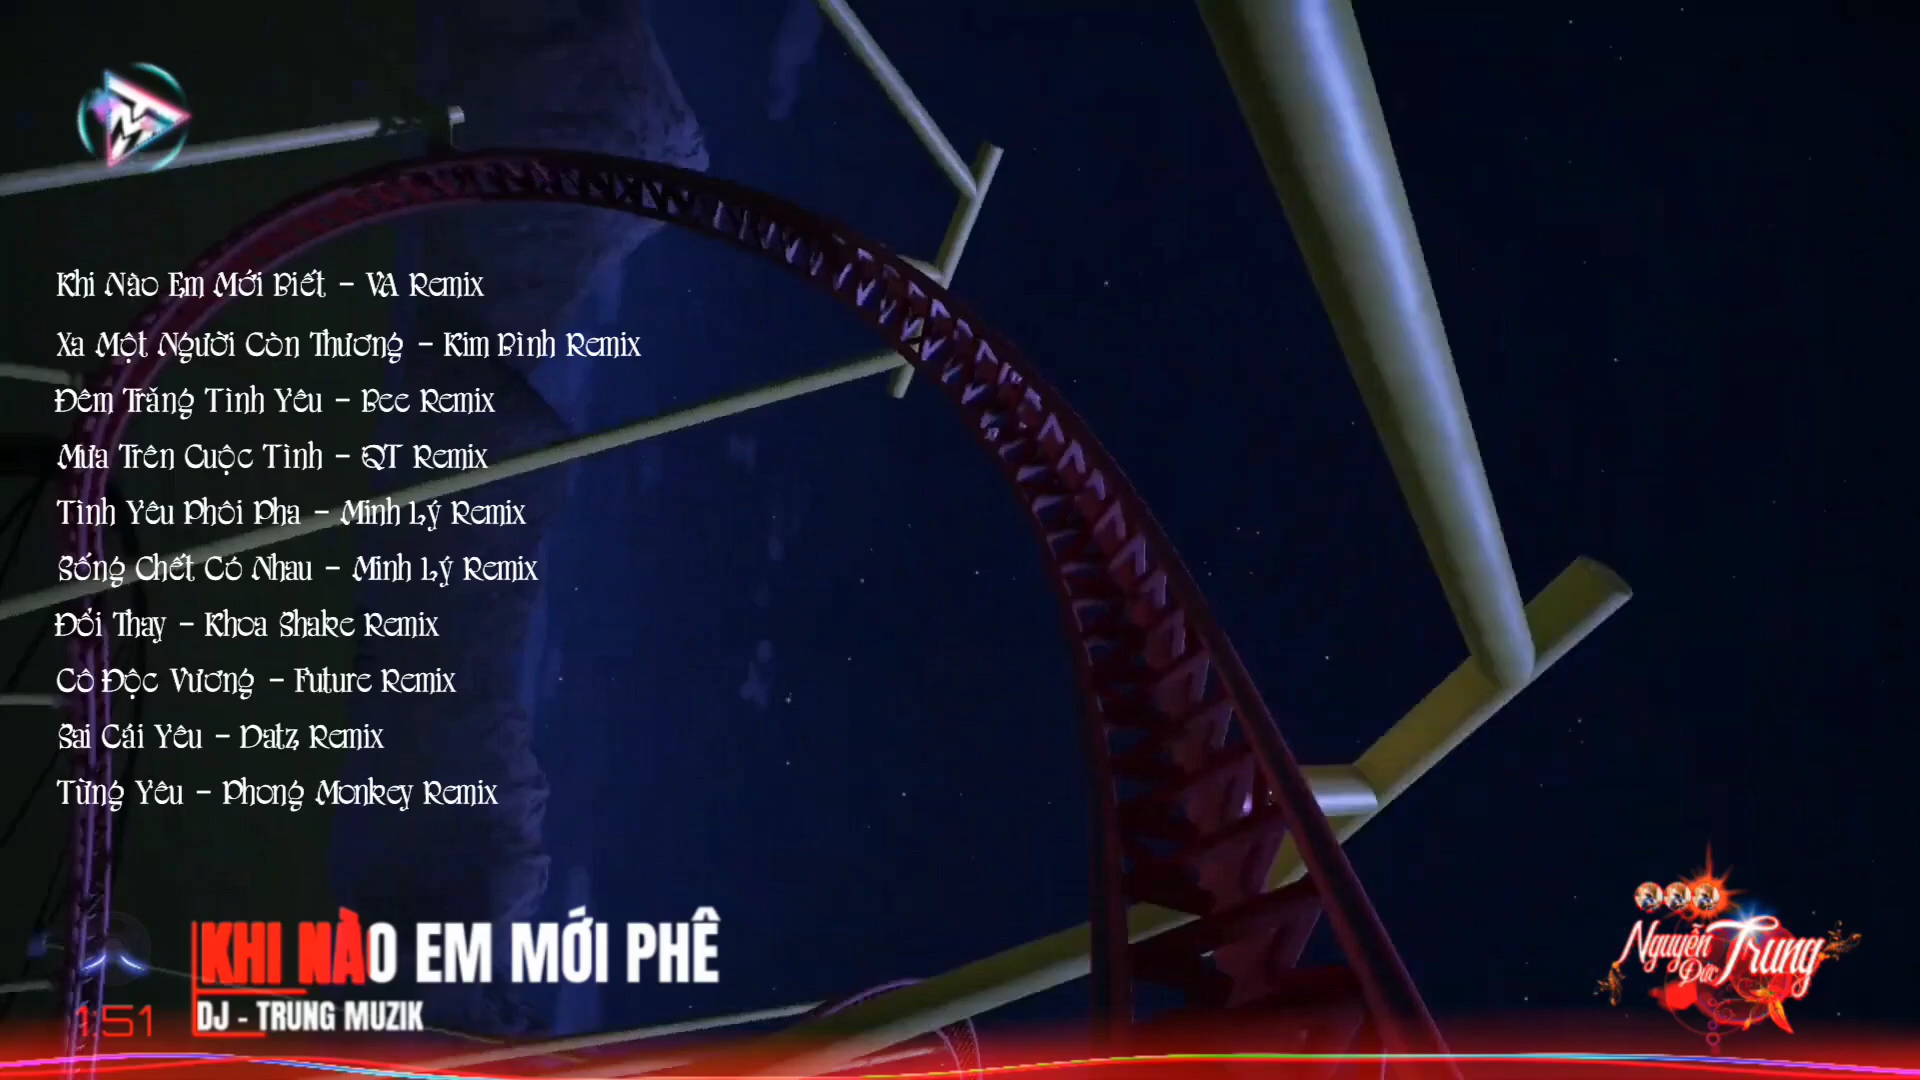 Khi Nào Em Mới Biết - VA Remix
Xa Một Người Còn Thương - Kim Bình Remix
Đêm Trắng Tình Yêu - Bee Remix
Mưa Trên Cuộc Tình - QT Remix
Tình Yêu Phôi Pha - Minh Lý Remix
Sống Chết Có Nhau - Minh Lý Remix
Đổi Thay - Khoa Shake Remix
Cô Độc Vương - Future Remix
Sai Cái Yêu - Datz Remix
Từng Yêu - Phong Monkey Remix
KHI NÀO EM MỚI PHÊ
DJ - TRUNG MUZIK
1:51
Nguyễn Đức Trung